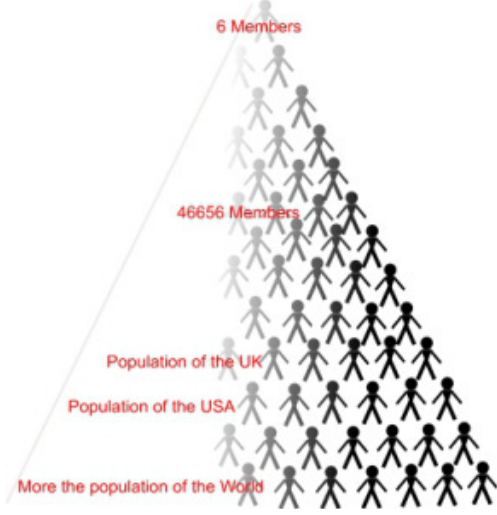 6 Members
46656 Members
Population of the UK
Population of the USA
More the population of the World